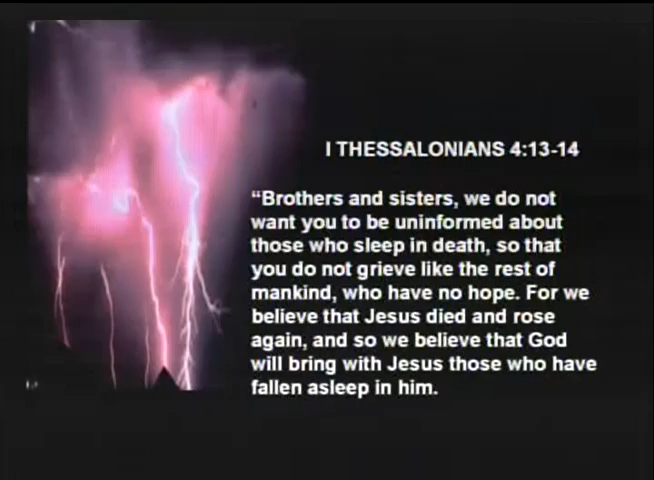 I THESSALONIANS 4:13-14
“Brothers and sisters, we do not
want you to be uninformed about
those who sleep in death, so that
you do not grieve like the rest of
mankind, who have no hope. For we
believe that Jesus died and rose
again, and so we believe that God
will bring with Jesus those who have
fallen asleep in him.